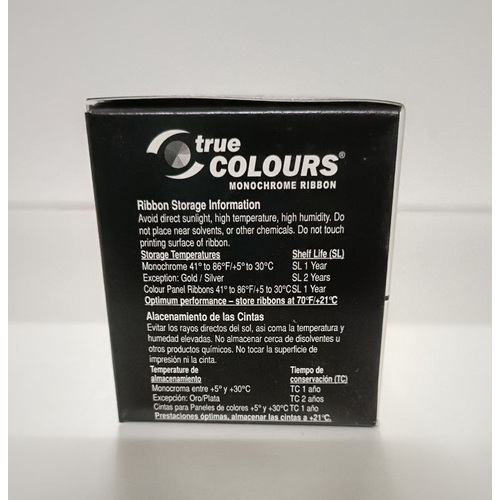 true
COLOURS®
MONOCHROME RIBBON
Ribbon Storage Information
Avoid direct sunlight, high temperature, high humidity. Do
not place near solvents, or other chemicals. Do not touch
printing surface of ribbon.
Storage Temperatures Shelf Life (SL)
Monochrome 41° to 86°F/+5° to 30°C SL 1 Year
Exception: Gold / Silver SL 2 Years
Colour Panel Ribbons 41° to 86°F/+5 to 30°C SL 1 Year
Optimum performance – store ribbons at 70°F/+21°C
Alacenamiento de las Cintas
Evitar los rayos directes del sol, asi como la temperatura y
humedad elevadas. No almacenar cerca de disolventes u
otros productos químicos. No tocar la superficie de
impresión ni la cinta.
Temperature de Tiempo de
almacenamiento conservación (TC)
Monocroma entre +5° y +30°C TC 1 año
Excepción: Oro/Plata TC 2 años
Cintas para Paneles de colores +5° y +30°C TC 1 año
Prestaciones óptimas, almacenar las cintas a +21°C.